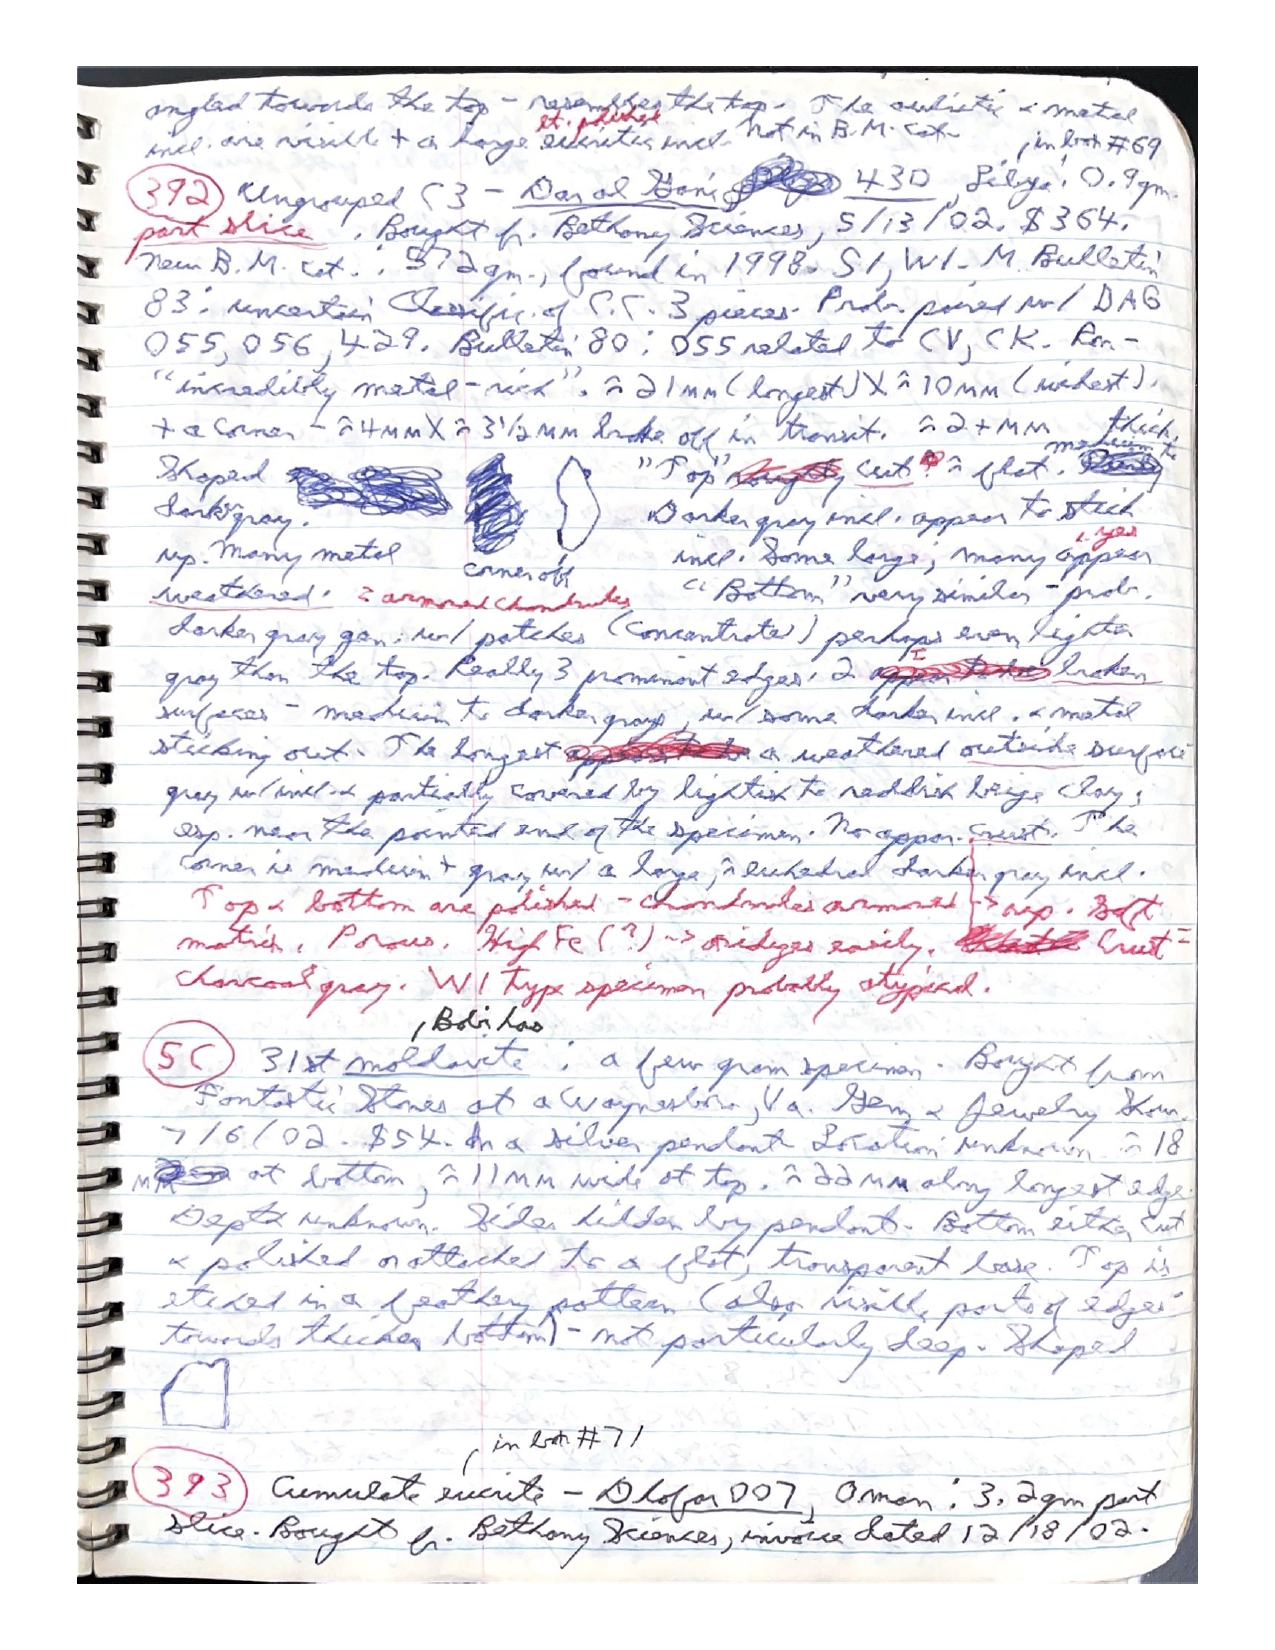 angled towards the top - resembles the top. The eucritic & metal
et. polished
incl. are visible + a large eucritic incl. Not in B.M. Cat.
, in box #69
392 Ungrouped C3 - Dar al Gani 430, Libya: 0.9gm.
part slice. Bought fr. Bethany Sciences, 5/13/02. $364.
New B.M. Cat.: 572gm., found in 1998. S1, W1. M. Bulletin
83: uncertain Classific. of C.C. 3 pieces. Prob. paired w/ DAG
055, 056, 429. Bulletin 80: 055 related to CV, CK. Ron-
"incredibly metal-rich". ≈21mm (longest) X ≈10mm (widest).
+ a corner - ≈4mm X ≈3½mm broke off in transit. ≈2+mm thick.
Shaped "Top" cut ≈ flat. medium to
dark gray. Darker gray incl. appear to stick
up. Many metal incl. Some large; many appear
, yes
corner off
weathered. = armored chondrules "Bottom" very similar - prob.
darker gray gen. w/ patches (concentrate) perhaps even lighter
gray than the top. Really 3 prominent edges. 2 broken
surfaces - medium to darker gray, w/ some darker incl. & metal
sticking out. The longest a weathered outside surface
gray w/ incl. & partially covered by lightish to reddish beige clay,
esp. near the pointed end of the specimen. No appar. crust. The
corner is medium + gray w/ a large, ≈ euhedral darker gray incl.
Top & bottom are polished - chondrules armored -> up. Soft
matrix. Porous. High Fe (?) -> oxidizes easily. Crust =
charcoal gray. W1 type specimen probably atypical.
, Bobi has
5C 31st moldavite: a few gram specimen. Bought from
Fantastic Stones at a Waynesboro, Va. Gem & Jewelry Show.
7/6/02. $54. In a silver pendant. Location unknown. ≈18
mm at bottom, ≈11mm wide at top. ≈22mm along longest edge.
Depth unknown. Sides hidden by pendant. Bottom either cut
& polished or attached to a flat, transparent base. Top is
etched in a feathery pattern (also visible, parts of edges
towards thicker bottom) - not particularly deep. Shaped
, in box #71
393 Cumulate eucrite - Dhofar 007, Oman: 3.2gm part
slice. Bought fr. Bethany Sciences, invoice dated 12/18/02.